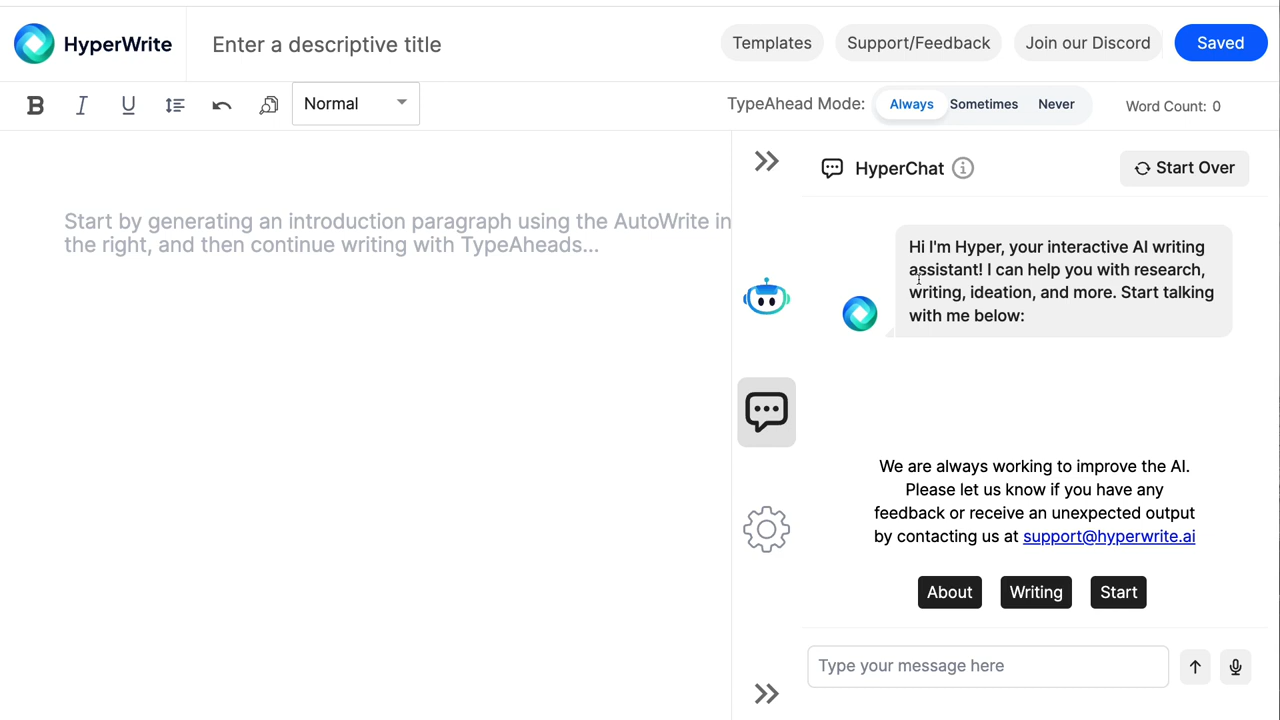 HyperWrite
Enter a descriptive title
Templates
Support/Feedback
Join our Discord
Saved
B I U
Normal
TypeAhead Mode:
Always
Sometimes
Never
Word Count: 0
Start by generating an introduction paragraph using the AutoWrite in
the right, and then continue writing with TypeAheads...
HyperChat
Start Over
Hi I'm Hyper, your interactive AI writing
assistant! I can help you with research,
writing, ideation, and more. Start talking
with me below:
We are always working to improve the AI.
Please let us know if you have any
feedback or receive an unexpected output
by contacting us at support@hyperwrite.ai
About
Writing
Start
Type your message here